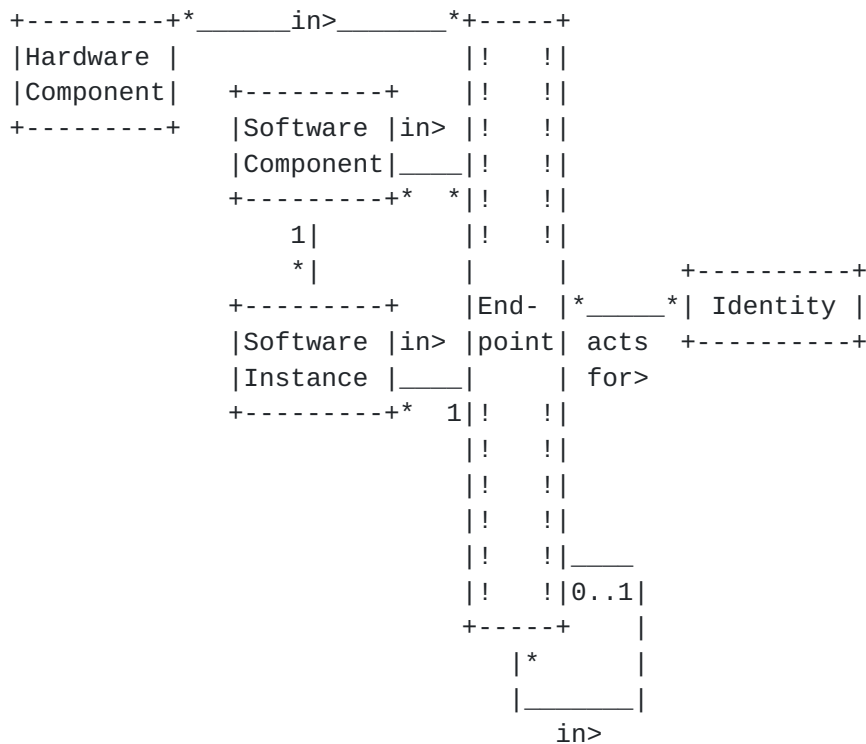 +---------+*______in>_______*+-----+
|Hardware |                  |!   !|
|Component|   +---------+    |!   !|
+---------+   |Software |in> |!   !|
              |Component|____|!   !|
              +---------+*  *|!   !|
                  1|         |!   !|
                  *|         |     |       +----------+
              +---------+    |End- |*_____*| Identity |
              |Software |in> |point| acts  +----------+
              |Instance |____|     | for>
              +---------+*  1|!   !|
                             |!   !|
                             |!   !|
                             |!   !|
                             |!   !|____
                             |!   !|0..1|
                             +-----+    |
                                |*      |
                                |_______|
                                   in>